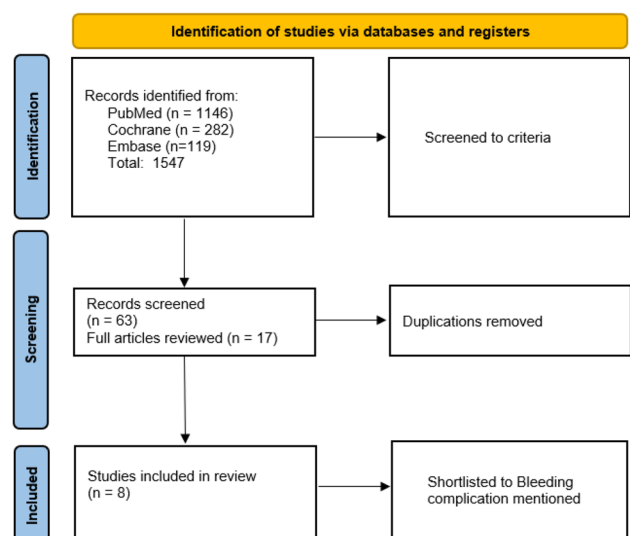 Identification of studies via databases and registers
Identification
Records identified from:
PubMed (n = 1146)
Cochrane (n = 282)
Embase (n=119)
Total: 1547
Screened to criteria
Screening
Records screened
(n = 63)
Full articles reviewed (n = 17)
Duplications removed
Included
Studies included in review
(n = 8)
Shortlisted to Bleeding
complication mentioned